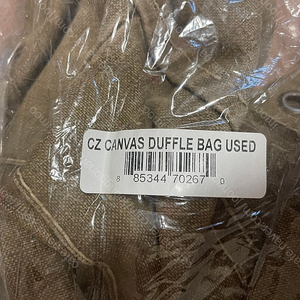 CZ CANVAS DUFFLE BAG USED
8 85344 70267 0